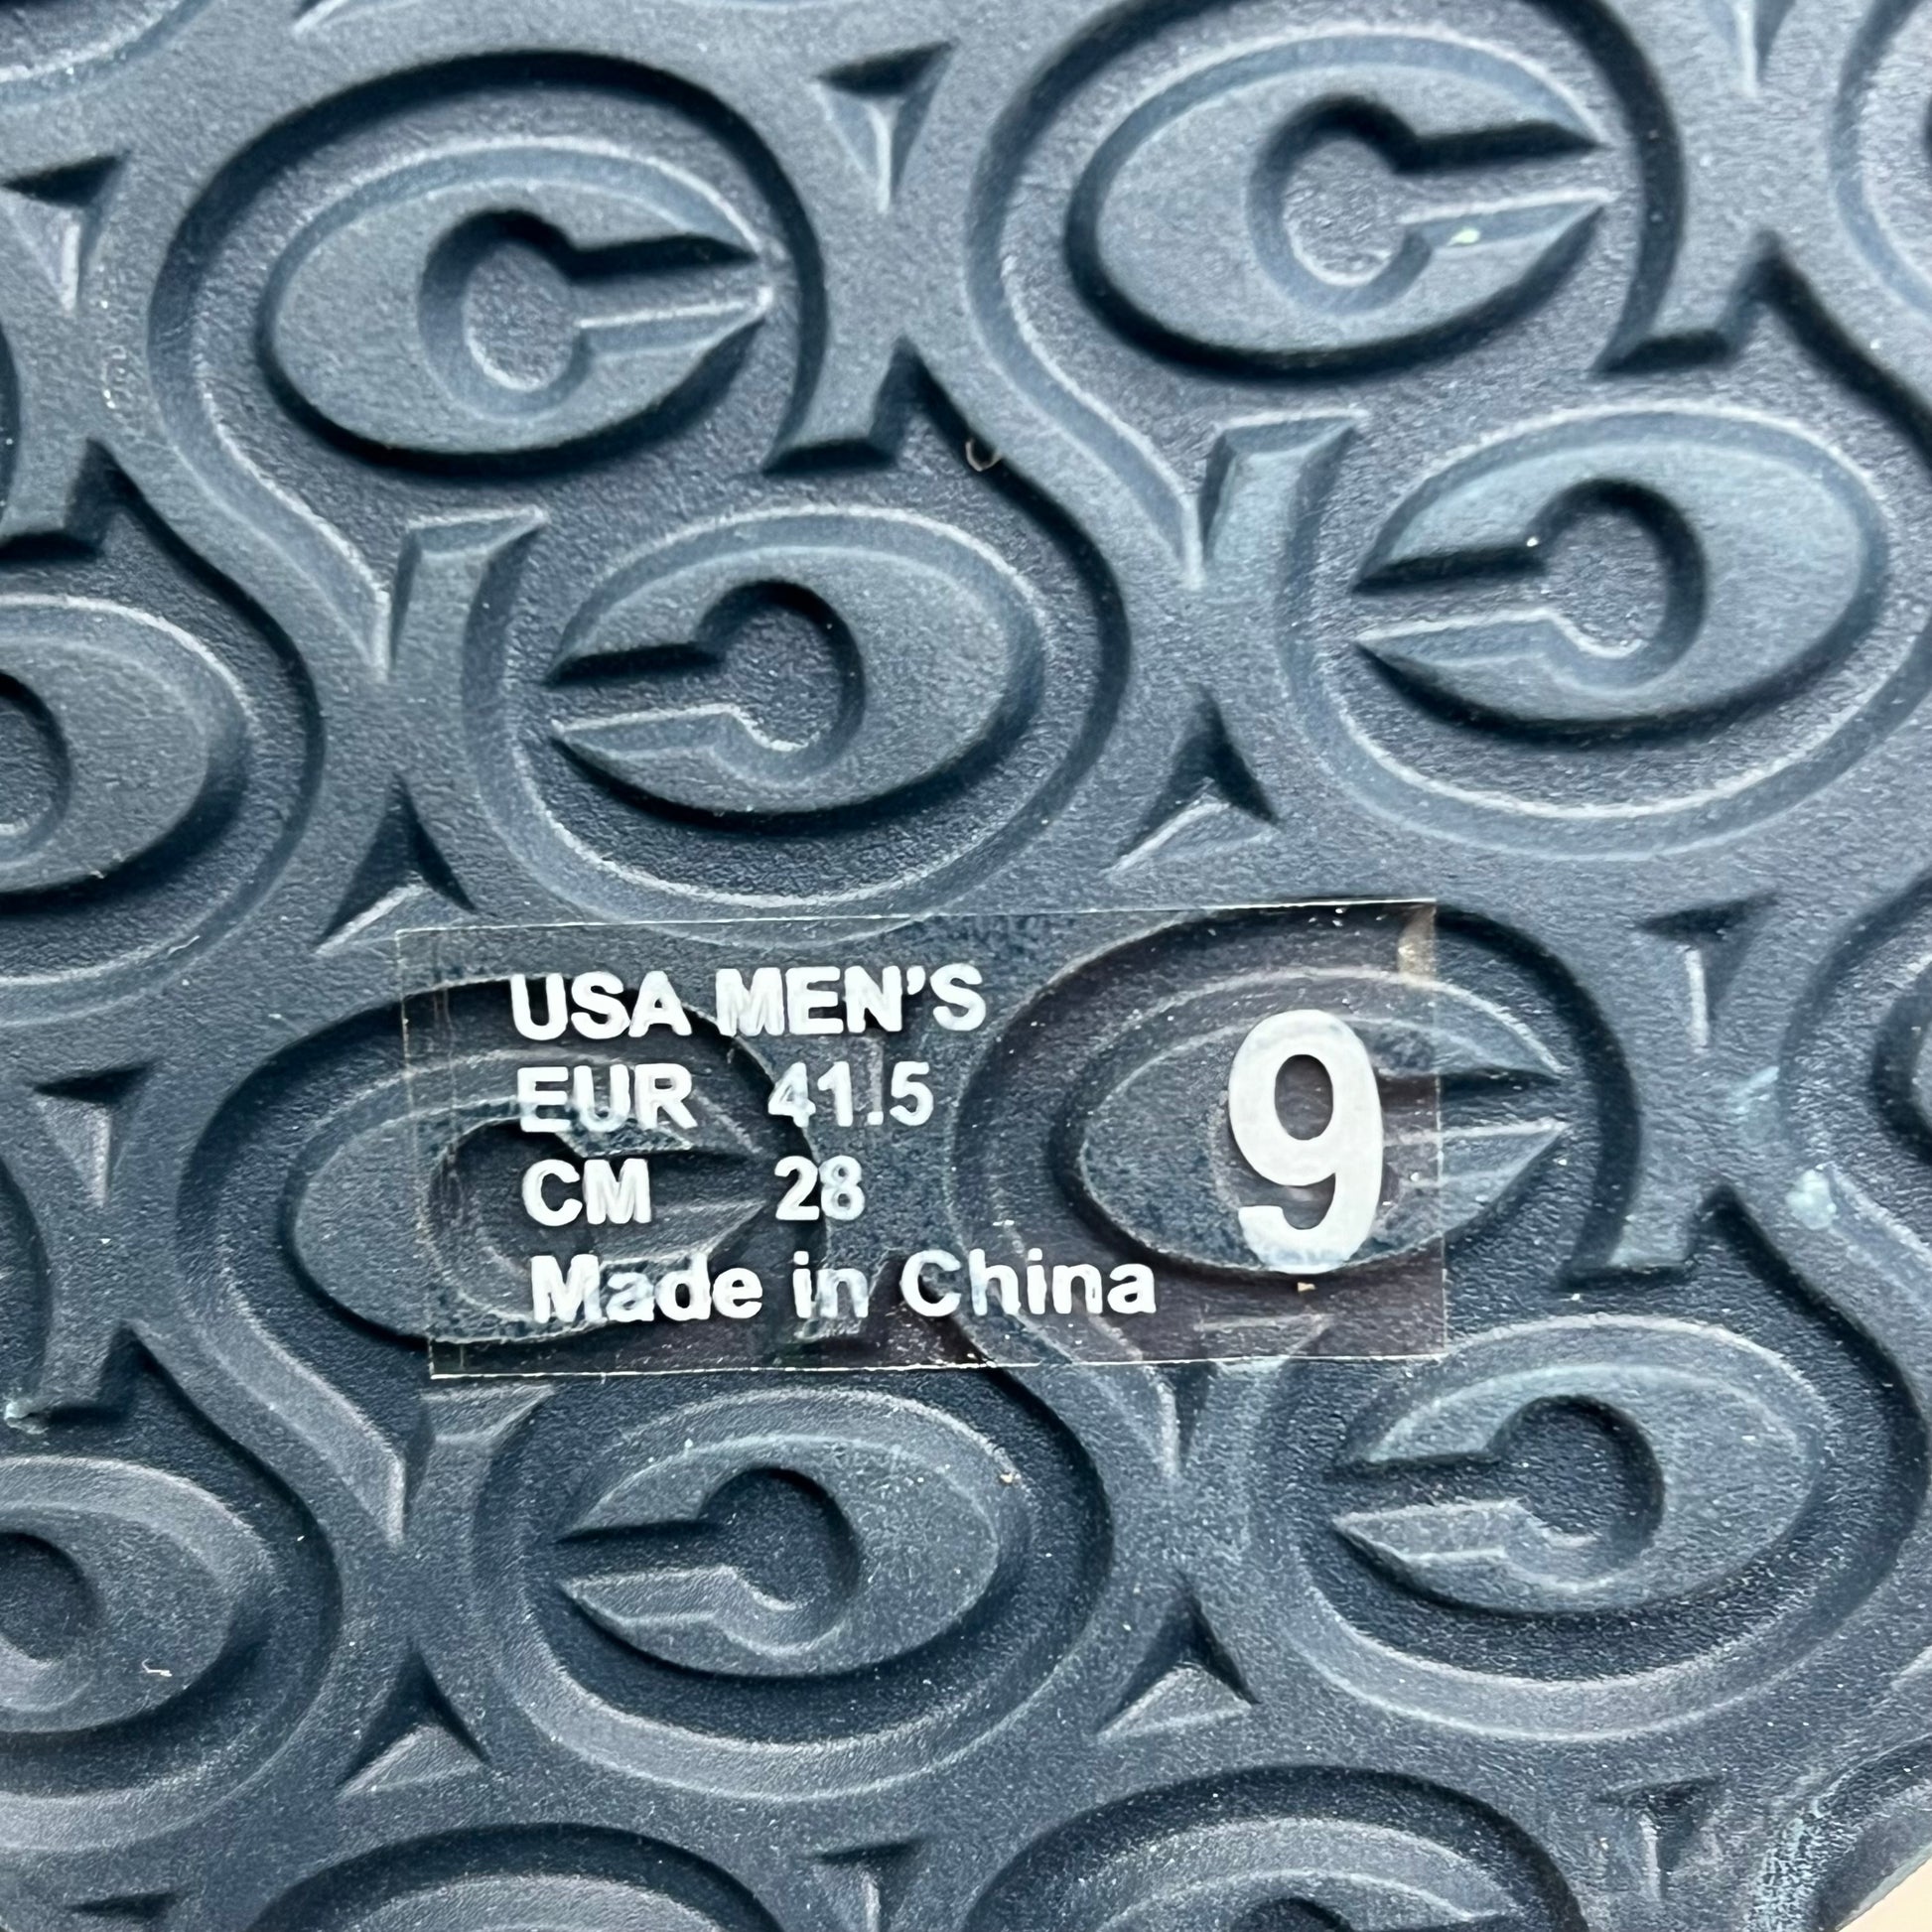 USA MEN'S
EUR 41.5
CM 28
Made in China
9